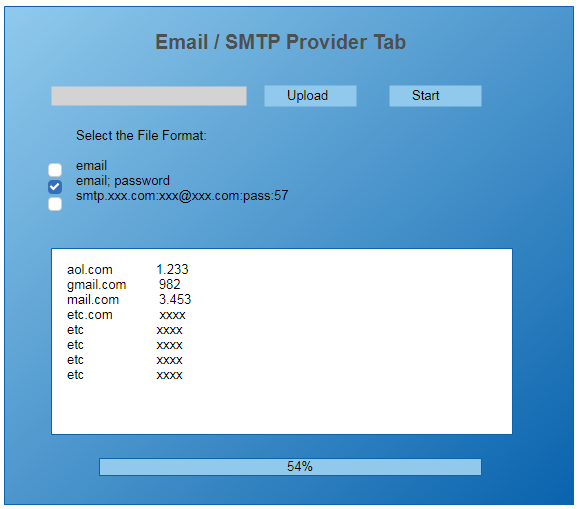 Email / SMTP Provider Tab
Upload Start
Select the File Format:
email
email; password
smtp.xxx.com:xxx@xxx.com:pass:57
aol.com 1.233
gmail.com 982
mail.com 3.453
etc.com xxxx
etc xxxx
etc xxxx
etc xxxx
etc xxxx
54%